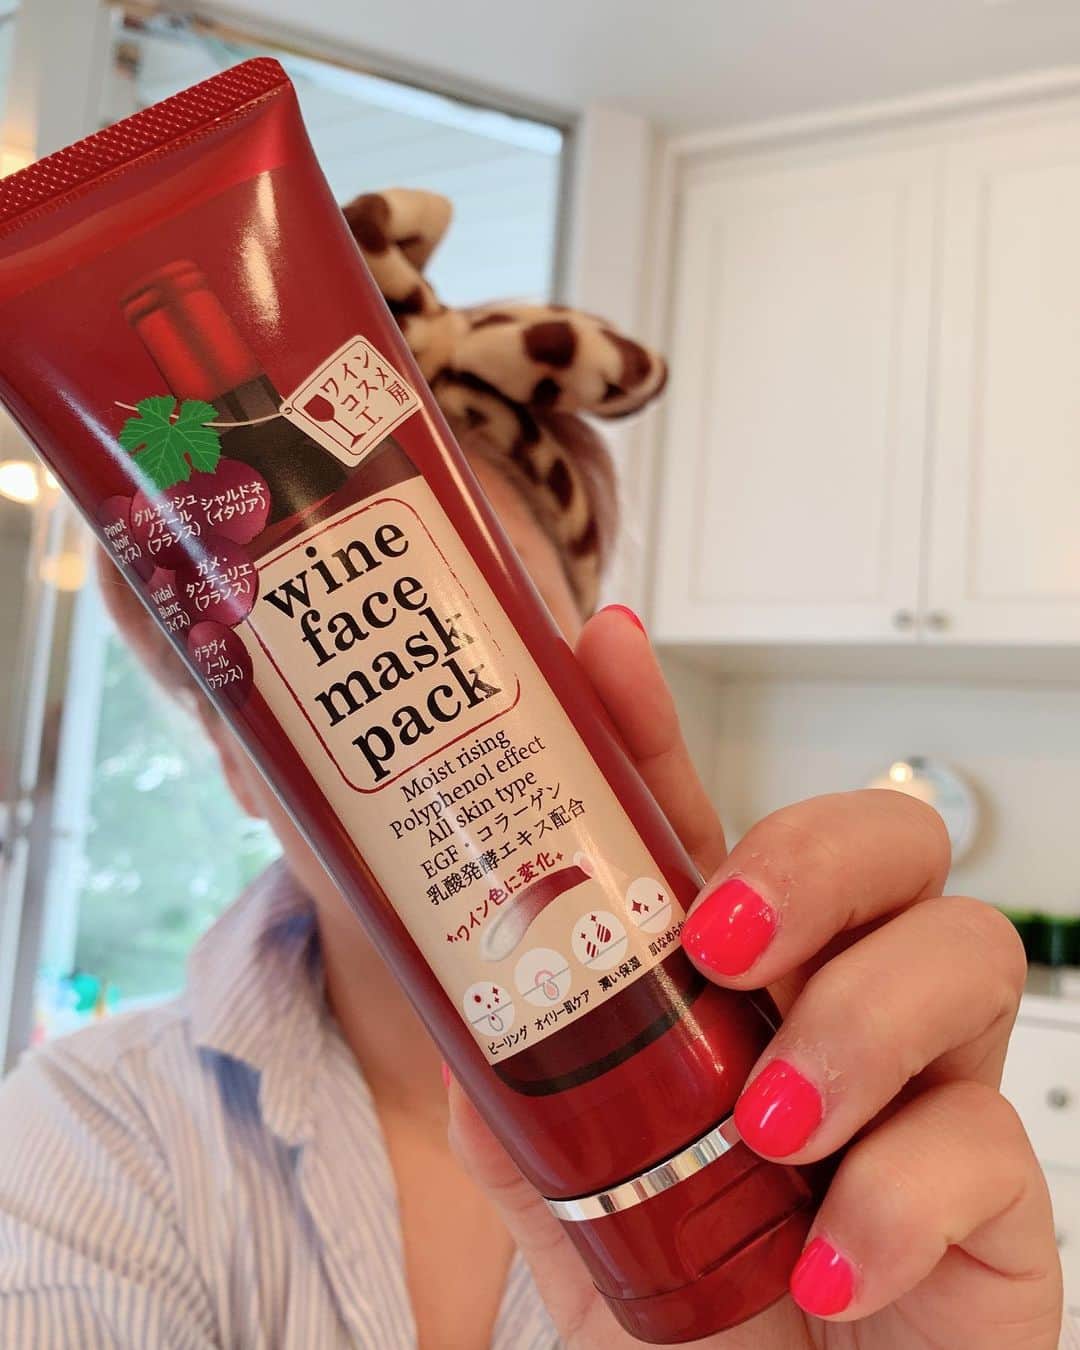 ワイン
コスメ
工房
Pinot
Noir
(スイス)
グルナッシュ
ノアール
(フランス)
シャルドネ
(イタリア)
Vidal
Blanc
(スイス)
ガメ・
タンテュリエ
(フランス)
グラヴィ
ノール
(フランス)
wine
face
mask
pack
Moist rising
Polyphenol effect
All skin type
EGF・コラーゲン
乳酸発酵エキス配合
ワイン色に変化
ピーリング オイリー肌ケア 潤い保湿 肌なめらか